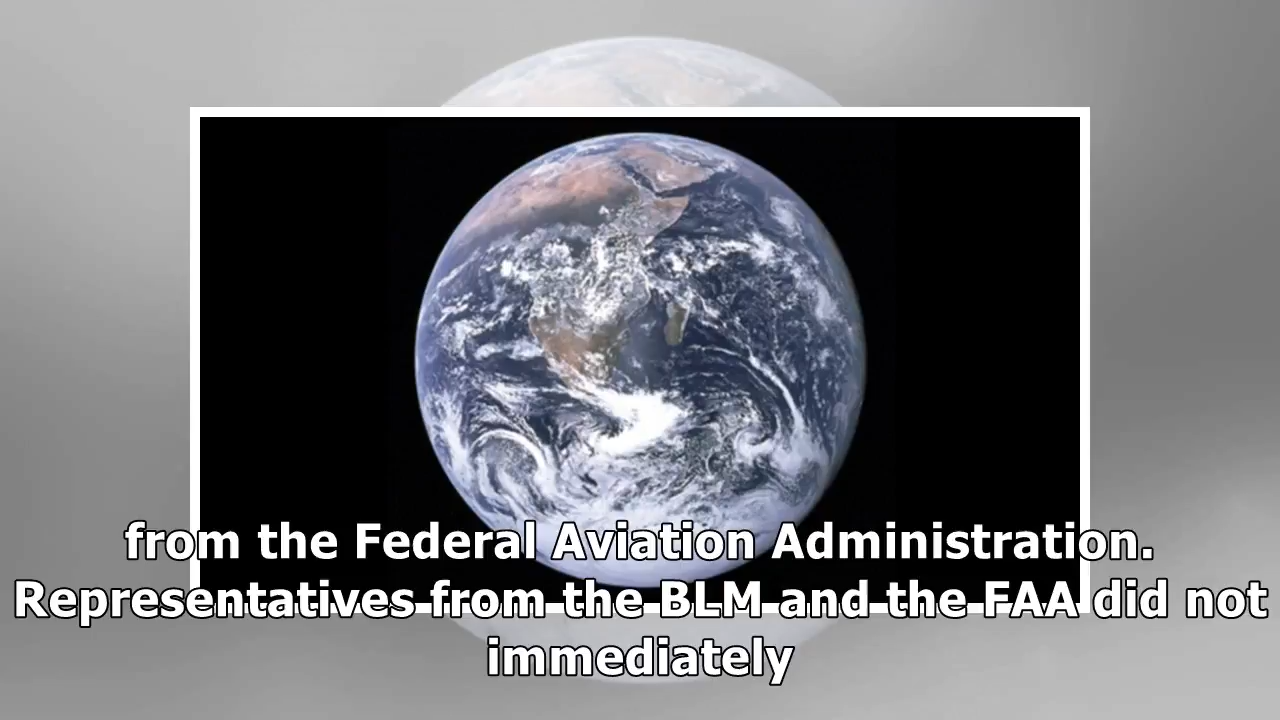 from the Federal Aviation Administration.
Representatives from the BLM and the FAA did not
immediately